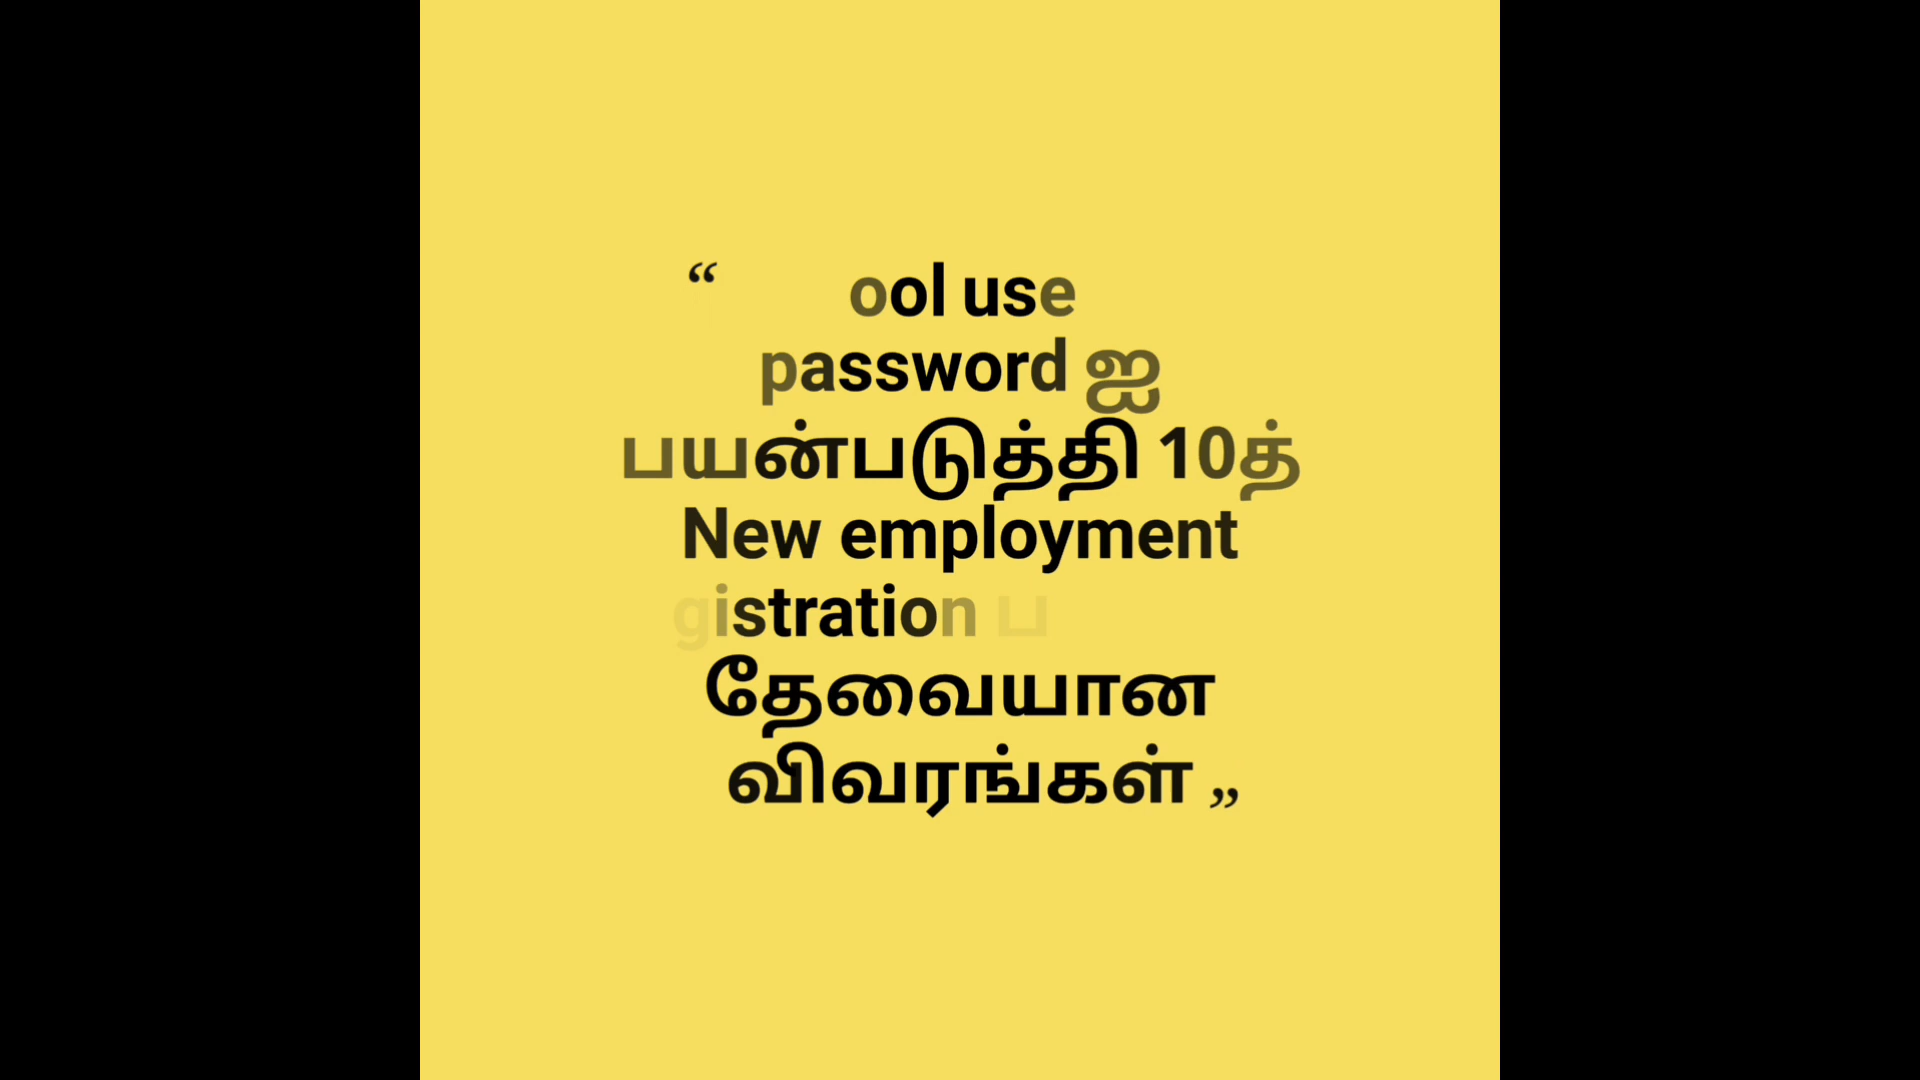 “ ool use
password ஐ
பயன்படுத்தி 10த்
New employment
gistration ப
தேவையான
விவரங்கள் ”